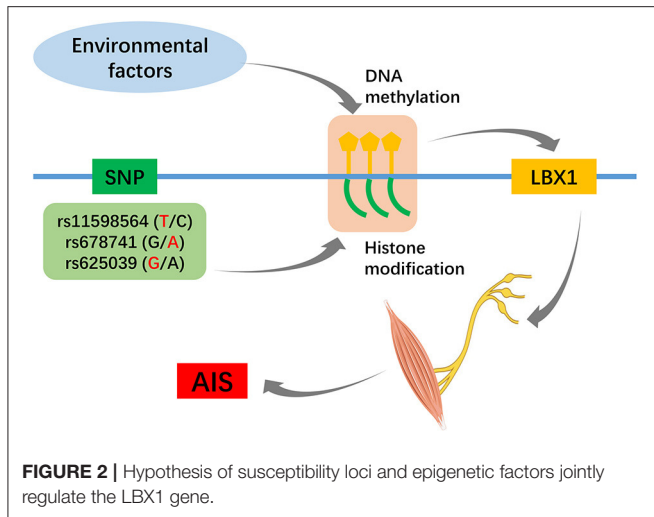 Environmental
factors
DNA
methylation
SNP
LBX1
rs11598564 (T/C)
rs678741 (G/A)
rs625039 (G/A)
Histone
modification
AIS
FIGURE 2 | Hypothesis of susceptibility loci and epigenetic factors jointly
regulate the LBX1 gene.